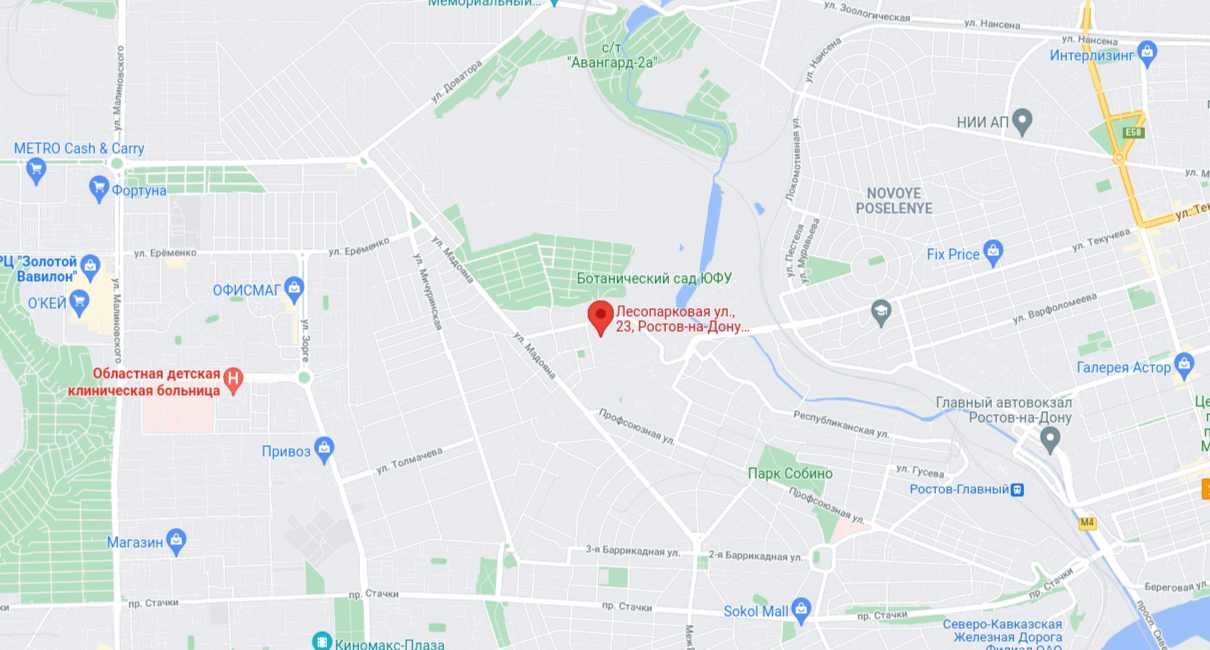 Мемориальный...
ул. Зоологическая
ул. Нансена
ул. Нансена
ул. Нансена
с/т
"Авангард-2а"
Интерлизинг
ул. Доватора
ул. Малиновского
НИИ АП
E58
METRO Cash & Carry
Фортуна
Локомотивная ул.
NOVOYE
POSELENYE
ул. Ерёменко
ул. Ерёменко
ул. Мадояна
ул. Пестеля
ул. Муравьева
ул. Текучева
Fix Price
РЦ "Золотой
Вавилон"
О'КЕЙ
ОФИСМАГ
ул. Мичуринская
Ботанический сад ЮФУ
Лесопарковая ул.,
23, Ростов-на-Дону...
ул. Варфоломеева
ул. Малиновского
ул. Зорге
ул. Мадояна
Областная детская
клиническая больница
Галерея Астор
Главный автовокзал
Ростов-на-Дону
Профсоюзная ул.
Республиканская ул.
Привоз
ул. Толмачева
Парк Собино
ул. Гусева
Ростов-Главный
Профсоюзная ул.
M4
Магазин
3-я Баррикадная ул.
2-я Баррикадная ул.
пр. Стачки
пр. Стачки
пр. Стачки
пр. Стачки
пр. Стачки
Береговая ул.
Sokol Mall
Киномакс-Плаза
Северо-Кавказская
Железная Дорога
Филиал ОАО